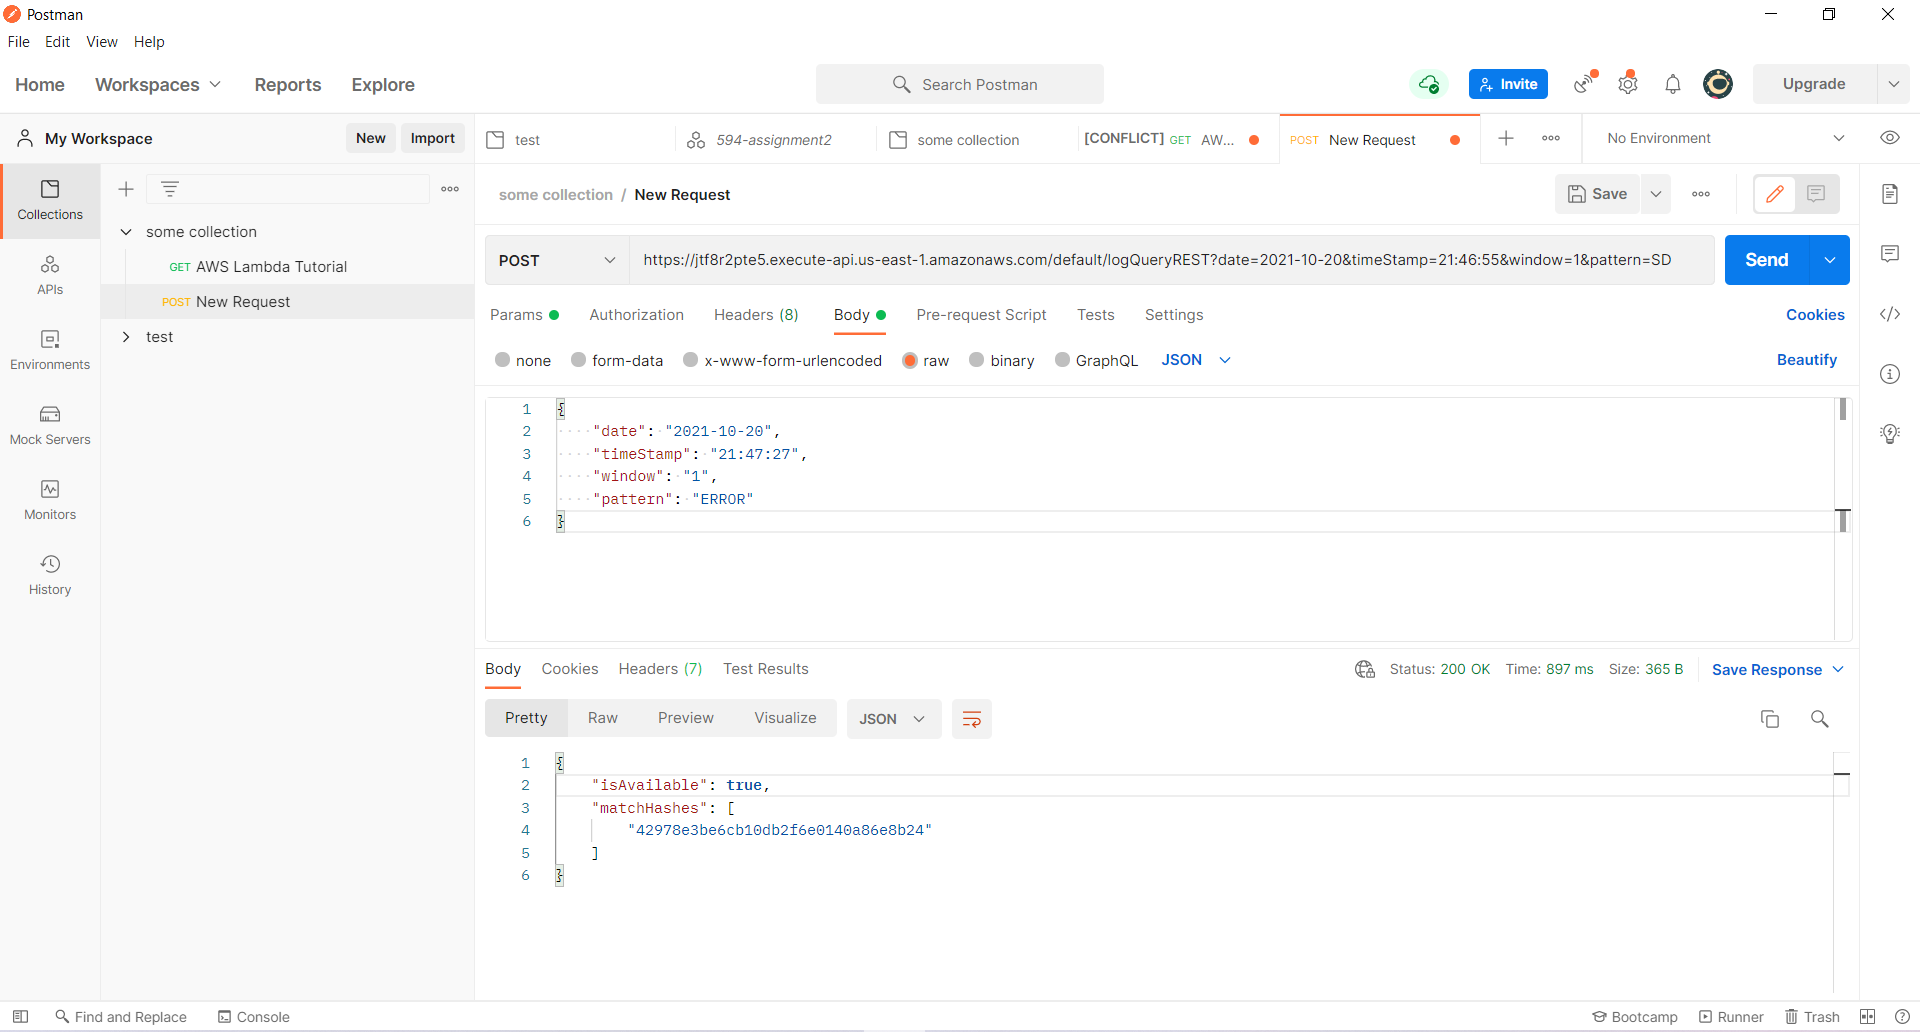 Postman
File Edit View Help
Home Workspaces Reports Explore Search Postman Invite Upgrade
My Workspace New Import test 594-assignment2 some collection [CONFLICT] GET AW... POST New Request No Environment
Collections
APIs
Environments
Mock Servers
Monitors
History
some collection
GET AWS Lambda Tutorial
POST New Request
test
some collection / New Request Save
POST https://jtf8r2pte5.execute-api.us-east-1.amazonaws.com/default/logQueryREST?date=2021-10-20&timeStamp=21:46:55&window=1&pattern=SD Send
Params Authorization Headers (8) Body Pre-request Script Tests Settings Cookies
none form-data x-www-form-urlencoded raw binary GraphQL JSON Beautify
1 {
2 ····"date":·"2021-10-20",
3 ····"timeStamp":·"21:47:27",
4 ····"window":·"1",
5 ····"pattern":·"ERROR"
6 }
Body Cookies Headers (7) Test Results Status: 200 OK Time: 897 ms Size: 365 B Save Response
Pretty Raw Preview Visualize JSON
1 {
2 "isAvailable": true,
3 "matchHashes": [
4 "42978e3be6cb10db2f6e0140a86e8b24"
5 ]
6 }
Find and Replace Console Bootcamp Runner Trash